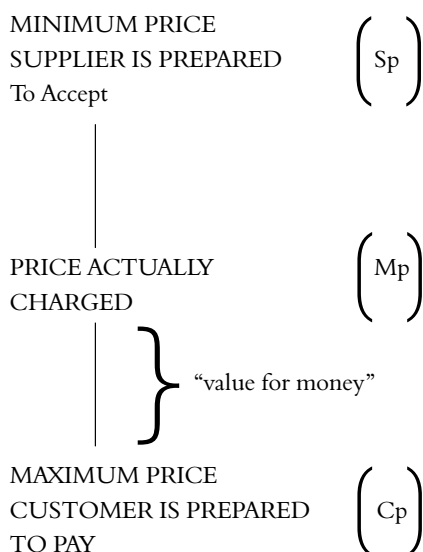 MINIMUM PRICE
SUPPLIER IS PREPARED
To Accept
Sp
PRICE ACTUALLY
CHARGED
Mp
“value for money”
MAXIMUM PRICE
CUSTOMER IS PREPARED
TO PAY
Cp